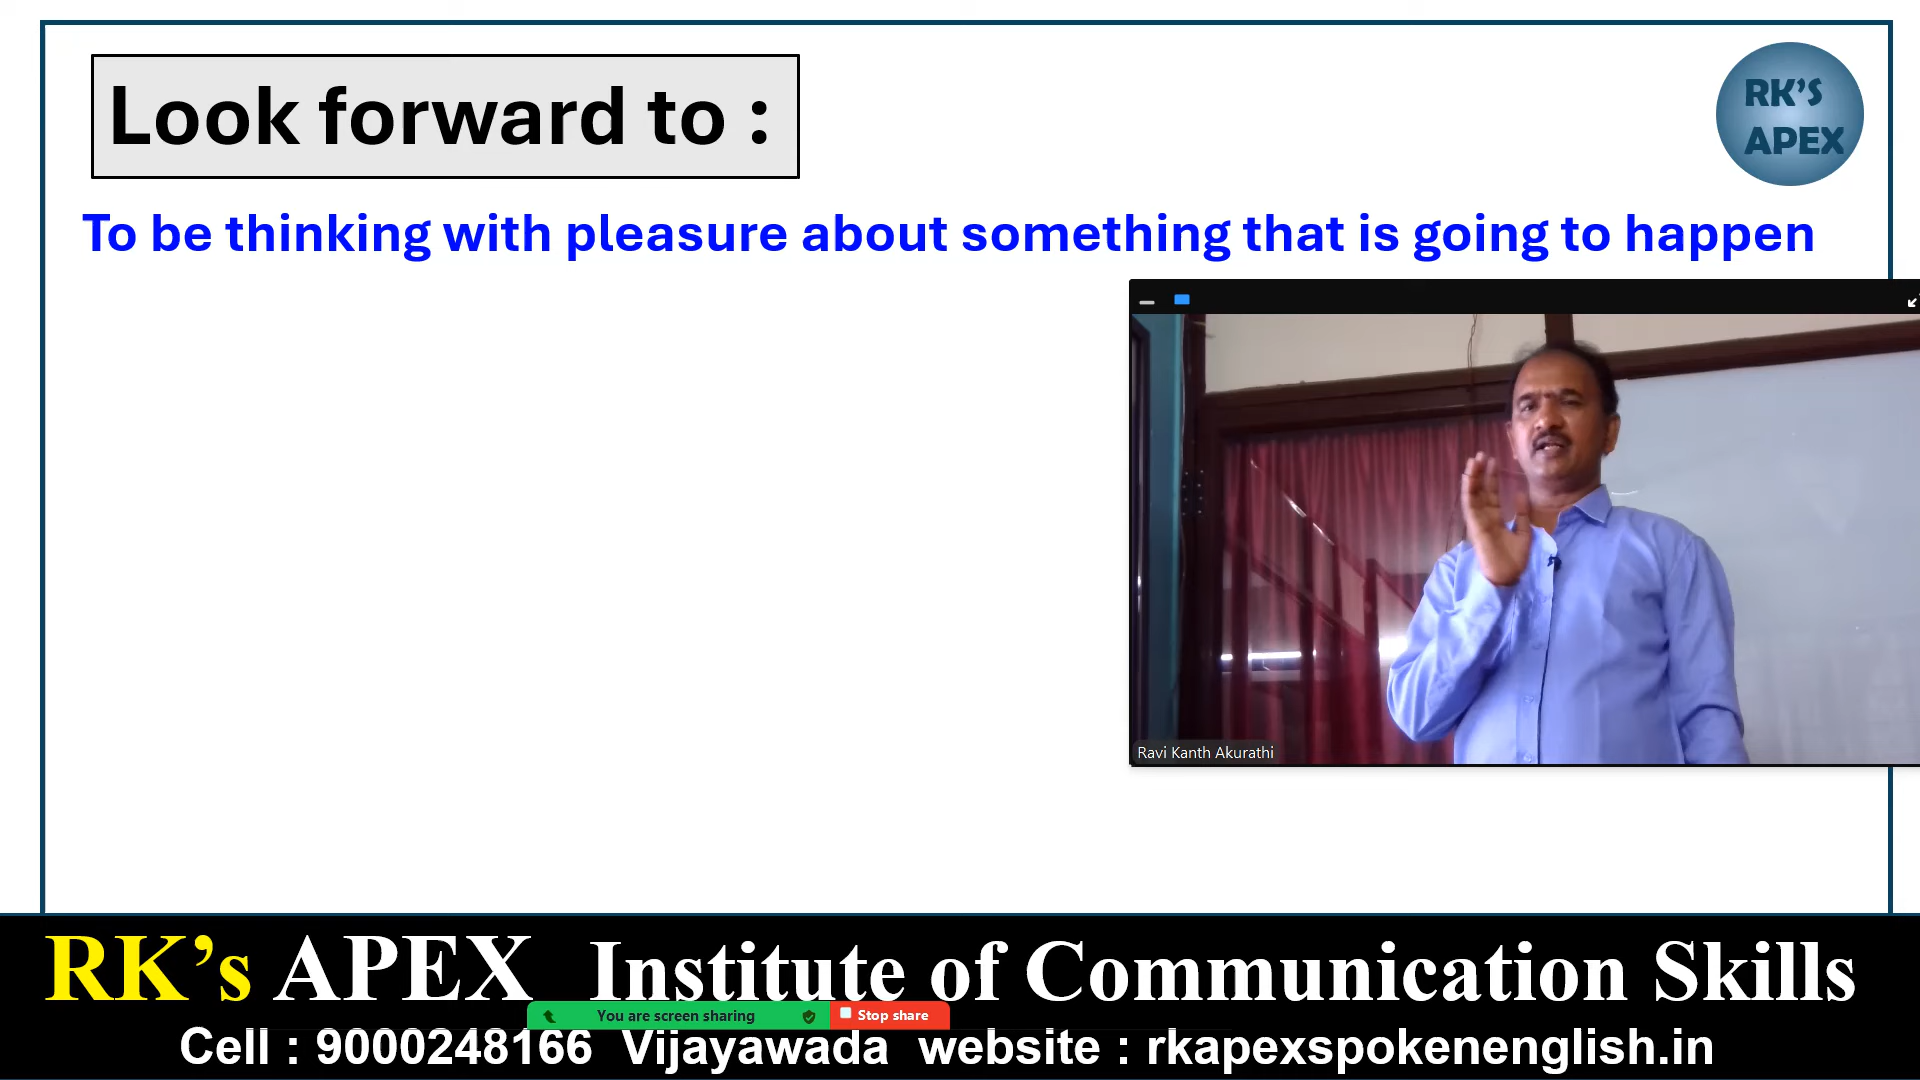 Look forward to :
RK’S
APEX
To be thinking with pleasure about something that is going to happen
Ravi Kanth Akurathi
RK’s APEX Institute of Communication Skills
You are screen sharing
Stop share
Cell : 9000248166 Vijayawada website : rkapexspokenenglish.in